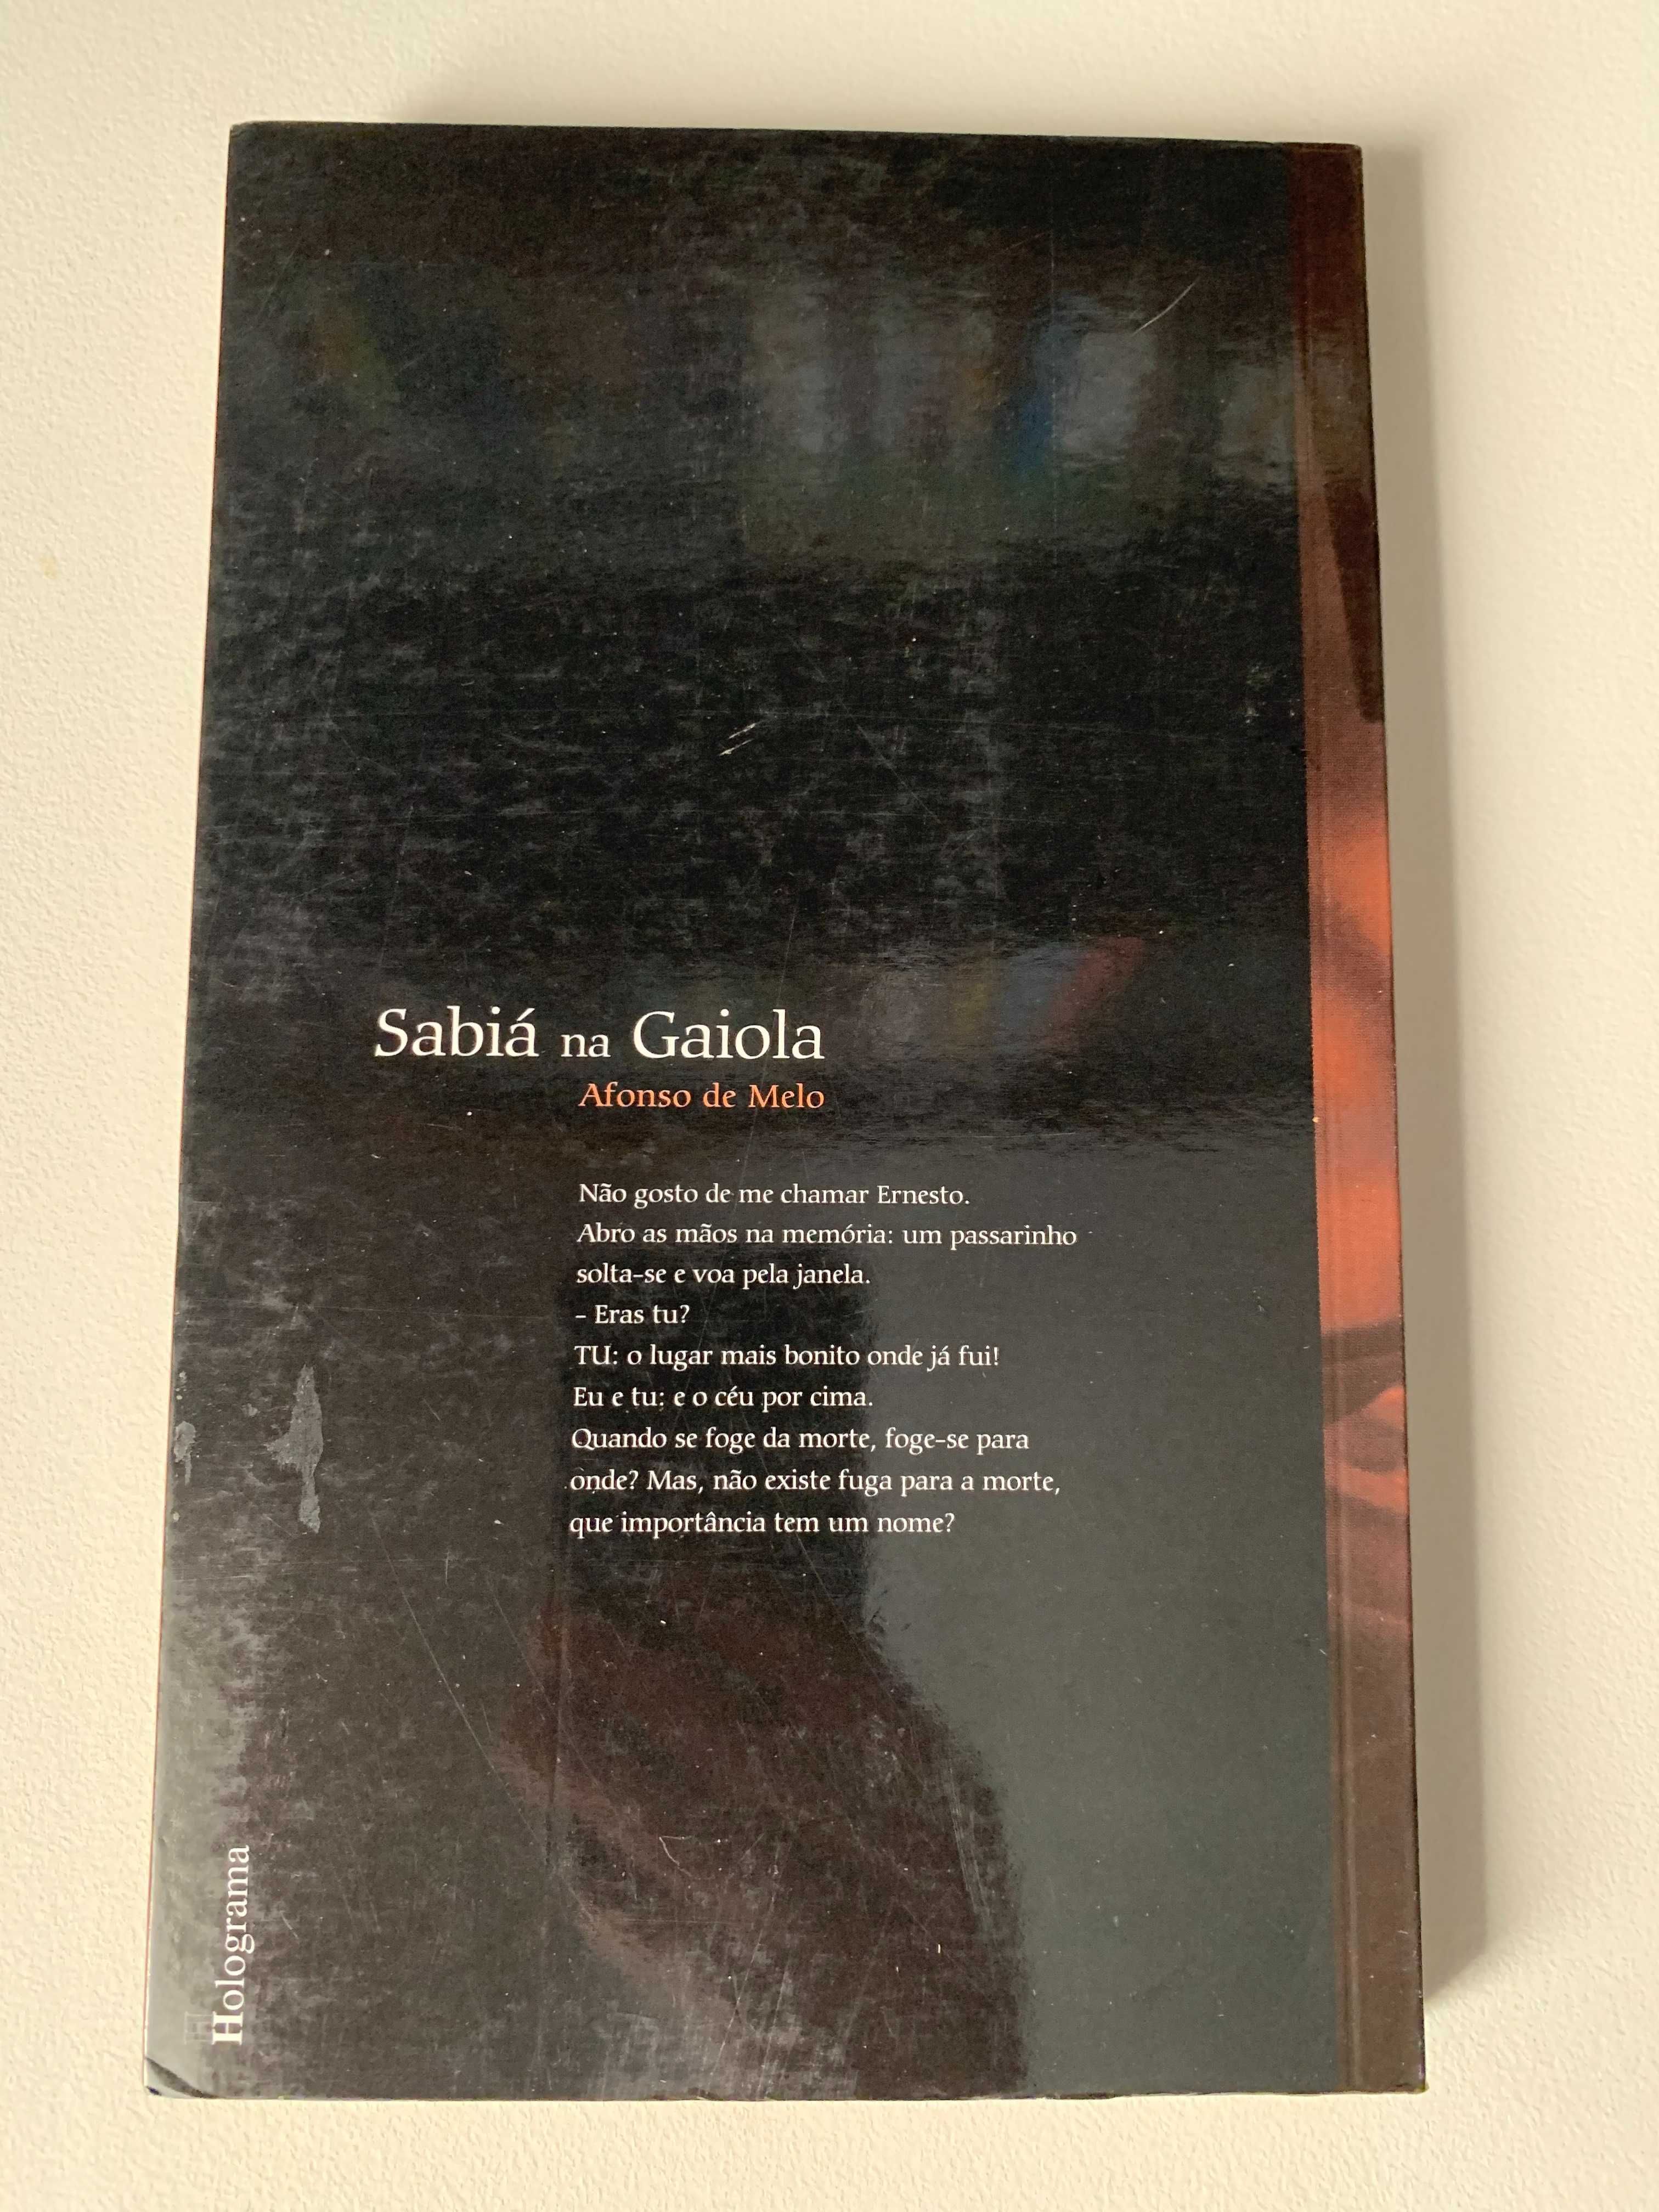 Sabiá na Gaiola
Afonso de Melo
Não gosto de me chamar Ernesto.
Abro as mãos na memória: um passarinho
solta-se e voa pela janela.
– Eras tu?
TU: o lugar mais bonito onde já fui!
Eu e tu: e o céu por cima.
Quando se foge da morte, foge-se para
onde? Mas, não existe fuga para a morte,
que importância tem um nome?
Holograma